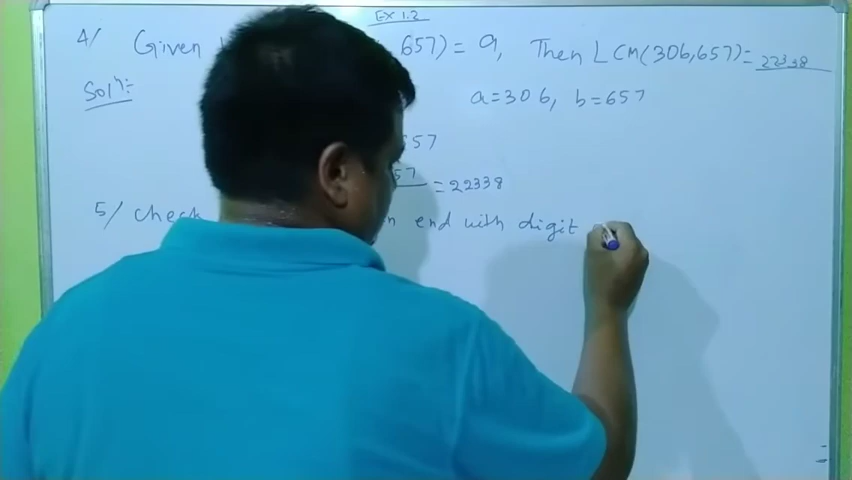 EX 1.2
4/ Given 657) = 9, Then LCM(306,657)= 22338
Solⁿ:-
a=306, b=657
657
57
= 22338
5/ check n end with digit